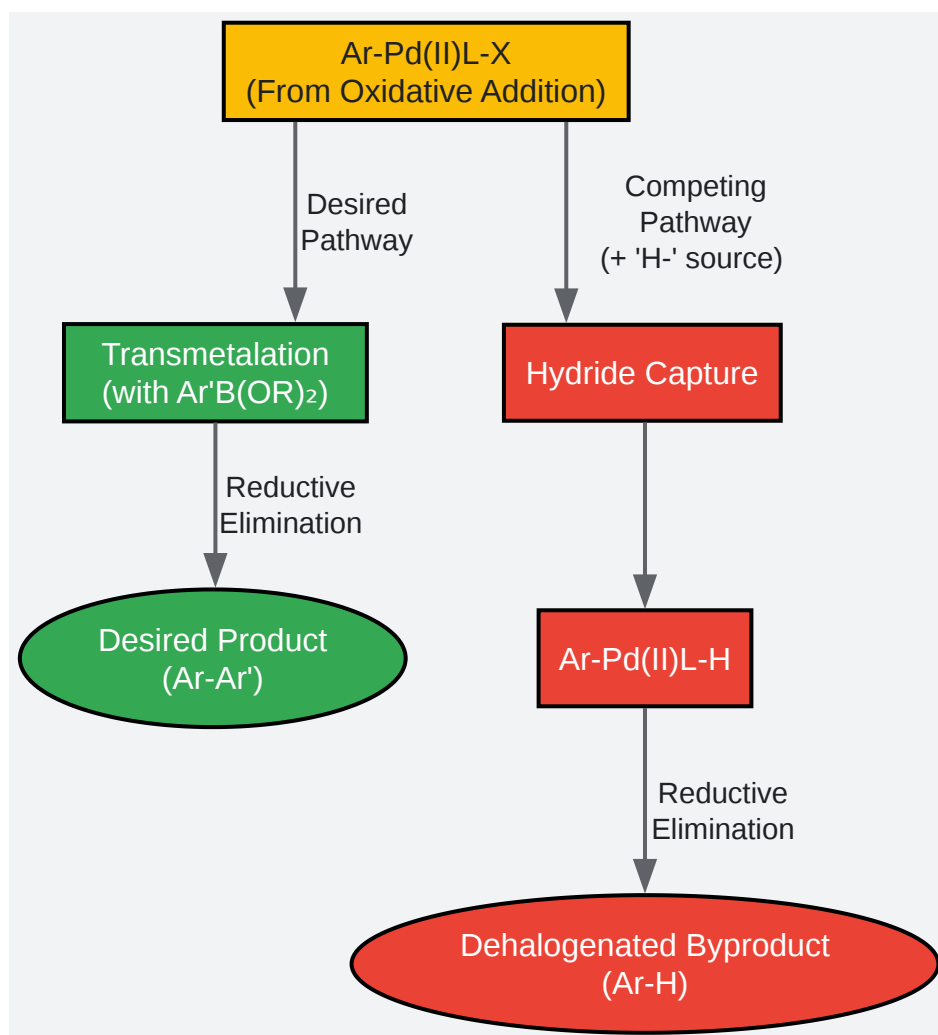 Ar-Pd(II)L-X
(From Oxidative Addition)
Desired
Pathway
Competing
Pathway
(+ 'H-' source)
Transmetalation
(with Ar'B(OR)₂)
Hydride Capture
Reductive
Elimination
Desired Product
(Ar-Ar')
Ar-Pd(II)L-H
Reductive
Elimination
Dehalogenated Byproduct
(Ar-H)